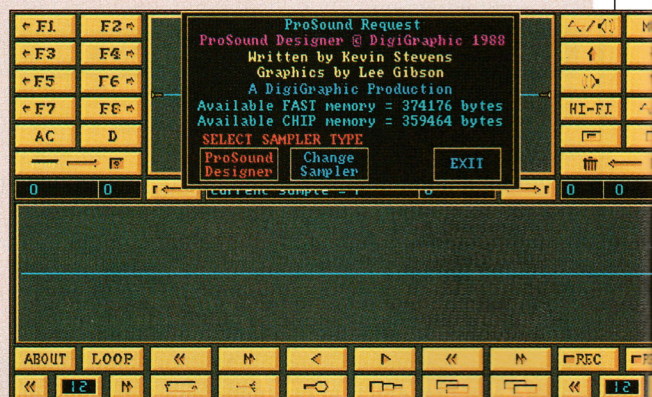 ProSound Request
ProSound Designer © DigiGraphic 1988
Written by Kevin Stevens
Graphics by Lee Gibson
A DigiGraphic Production
Available FAST memory = 374176 bytes
Available CHIP memory = 359464 bytes
SELECT SAMPLER TYPE
ProSound Designer
Change Sampler
EXIT
F1 F2
F3 F4
F5 F6
F7 F8
AC D
HI-FI
0 0
0 0
ABOUT LOOP
REC
12
12